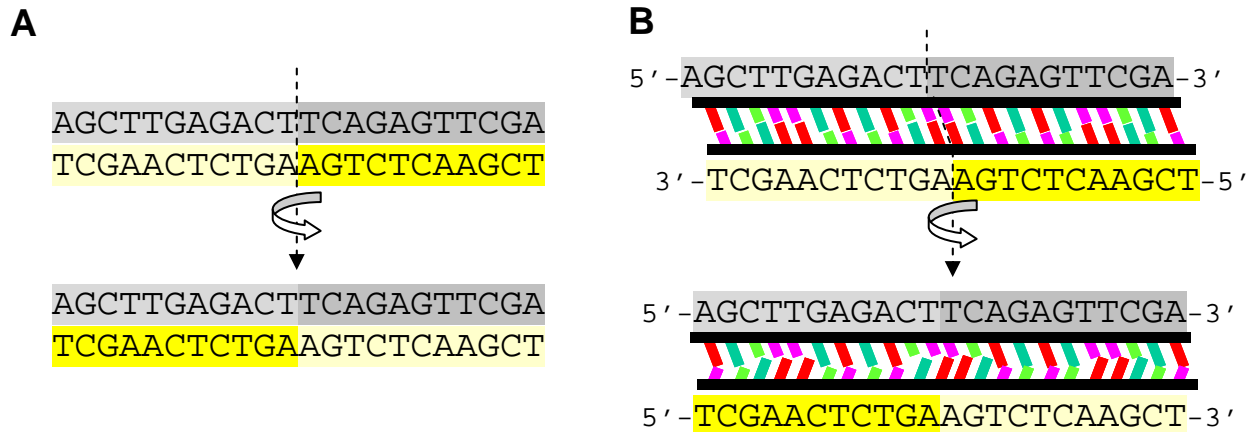 A
AGCTTGAGACTTCAGAGTTCGA
TCGAACTCTGAAGTCTCAAGCT
AGCTTGAGACTTCAGAGTTCGA
TCGAACTCTGAAGTCTCAAGCT
B
5′-AGCTTGAGACTTCAGAGTTCGA-3′
3′-TCGAACTCTGAAGTCTCAAGCT-5′
5′-AGCTTGAGACTTCAGAGTTCGA-3′
5′-TCGAACTCTGAAGTCTCAAGCT-3′